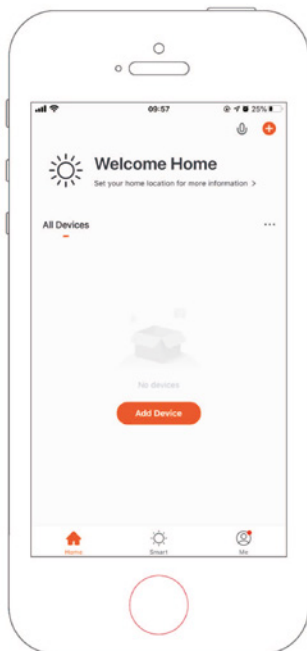 09:57
25%
Welcome Home
Set your home location for more information >
All Devices
...
No devices
Add Device
Home
Smart
Me